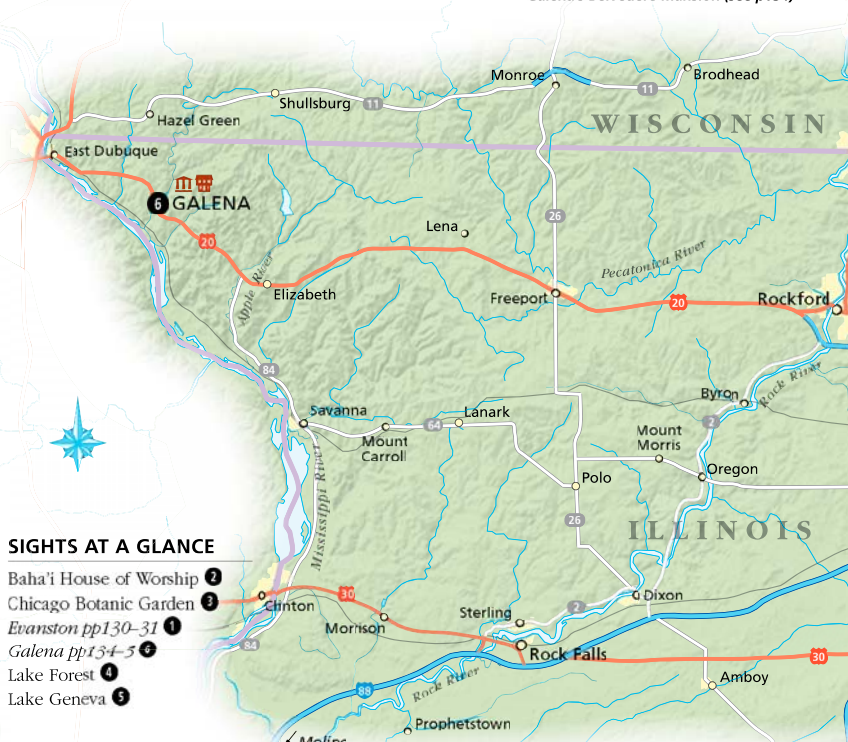 Monroe
Brodhead
Shullsburg
11
11
Hazel Green
WISCONSIN
East Dubuque
6 GALENA
26
Lena
20
Pecatonica River
Apple River
Elizabeth
Freeport
20
Rockford
84
Rock River
Byron
Savanna
Lanark
2
64
Mount
Carroll
Mount
Morris
Oregon
Polo
Mississippi River
26
ILLINOIS
SIGHTS AT A GLANCE
Baha'i House of Worship 2
Chicago Botanic Garden 3
Evanston pp130–31 1
Galena pp134–5 6
Lake Forest 4
Lake Geneva 5
30
Clinton
Dixon
Sterling
2
Morrison
84
Rock Falls
30
Rock River
88
Amboy
Prophetstown
Moline